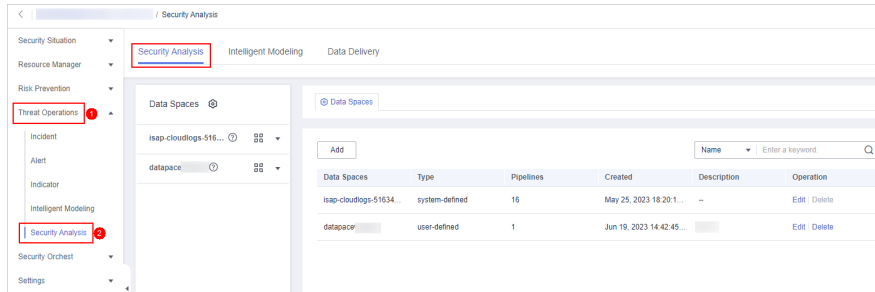 / Security Analysis
Security Situation
Resource Manager
Risk Prevention
Threat Operations 1
Incident
Alert
Indicator
Intelligent Modeling
Security Analysis 2
Security Orchest
Settings
Security Analysis Intelligent Modeling Data Delivery
Data Spaces
isap-cloudlogs-516...
datapace
Data Spaces
Add
Name Enter a keyword.
Data Spaces Type Pipelines Created Description Operation
isap-cloudlogs-51634... system-defined 16 May 25, 2023 18:20:1... -- Edit Delete
datapace user-defined 1 Jun 19, 2023 14:42:45... Edit Delete